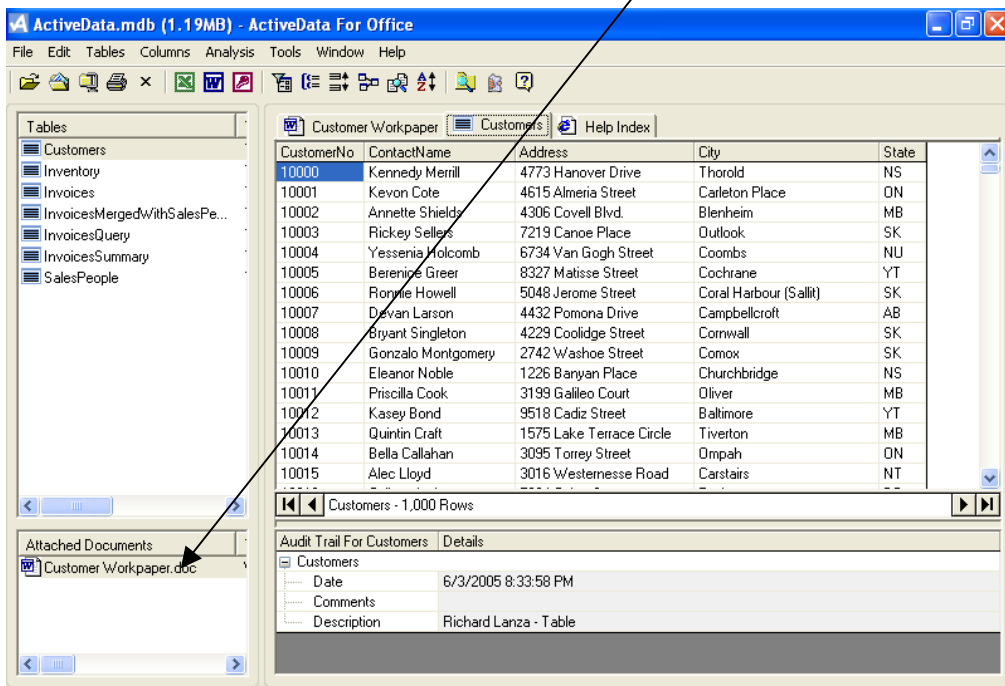 ActiveData.mdb (1.19MB) - ActiveData For Office
File Edit Tables Columns Analysis Tools Window Help
Tables
Customers
Inventory
Invoices
InvoicesMergedWithSalesPe...
InvoicesQuery
InvoicesSummary
SalesPeople
Customer Workpaper Customers Help Index
CustomerNo ContactName Address City State
10000 Kennedy Merrill 4773 Hanover Drive Thorold NS
10001 Kevon Cote 4615 Almeria Street Carleton Place ON
10002 Annette Shields 4306 Covell Blvd. Blenheim MB
10003 Rickey Sellers 7219 Canoe Place Outlook SK
10004 Yessenia Holcomb 6734 Van Gogh Street Coombs NU
10005 Berenice Greer 8327 Matisse Street Cochrane YT
10006 Ronnie Howell 5048 Jerome Street Coral Harbour (Sallit) SK
10007 Devan Larson 4432 Pomona Drive Campbellcroft AB
10008 Bryant Singleton 4229 Coolidge Street Cornwall SK
10009 Gonzalo Montgomery 2742 Washoe Street Comox SK
10010 Eleanor Noble 1226 Banyan Place Churchbridge NS
10011 Priscilla Cook 3199 Galileo Court Oliver MB
10012 Kasey Bond 9518 Cadiz Street Baltimore YT
10013 Quintin Craft 1575 Lake Terrace Circle Tiverton MB
10014 Bella Callahan 3095 Torrey Street Ompah ON
10015 Alec Lloyd 3016 Westernesse Road Carstairs NT
Customers - 1,000 Rows
Attached Documents
Customer Workpaper.doc
Audit Trail For Customers Details
Customers
Date 6/3/2005 8:33:58 PM
Comments
Description Richard Lanza - Table